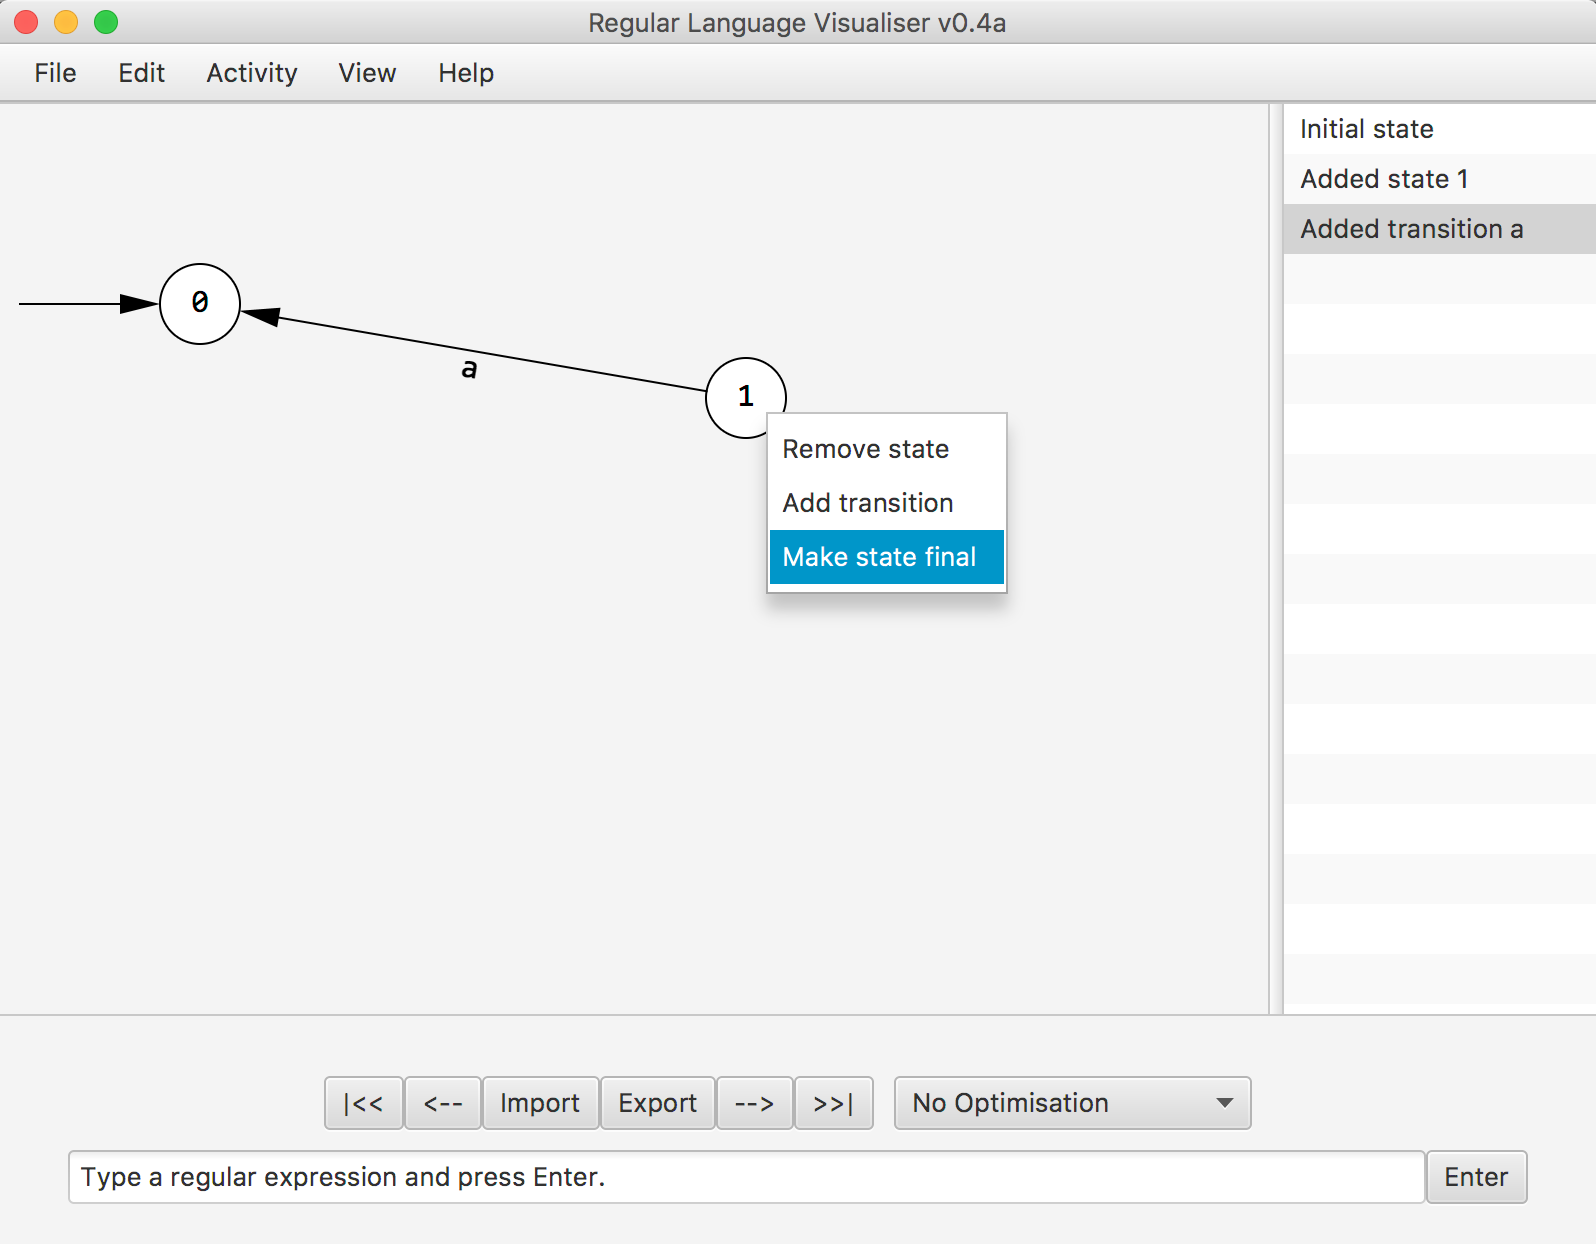 Regular Language Visualiser v0.4a
File Edit Activity View Help
Initial state
Added state 1
Added transition a
0
a
1
Remove state
Add transition
Make state final
|<< <-- Import Export --> >>| No Optimisation
Type a regular expression and press Enter. Enter